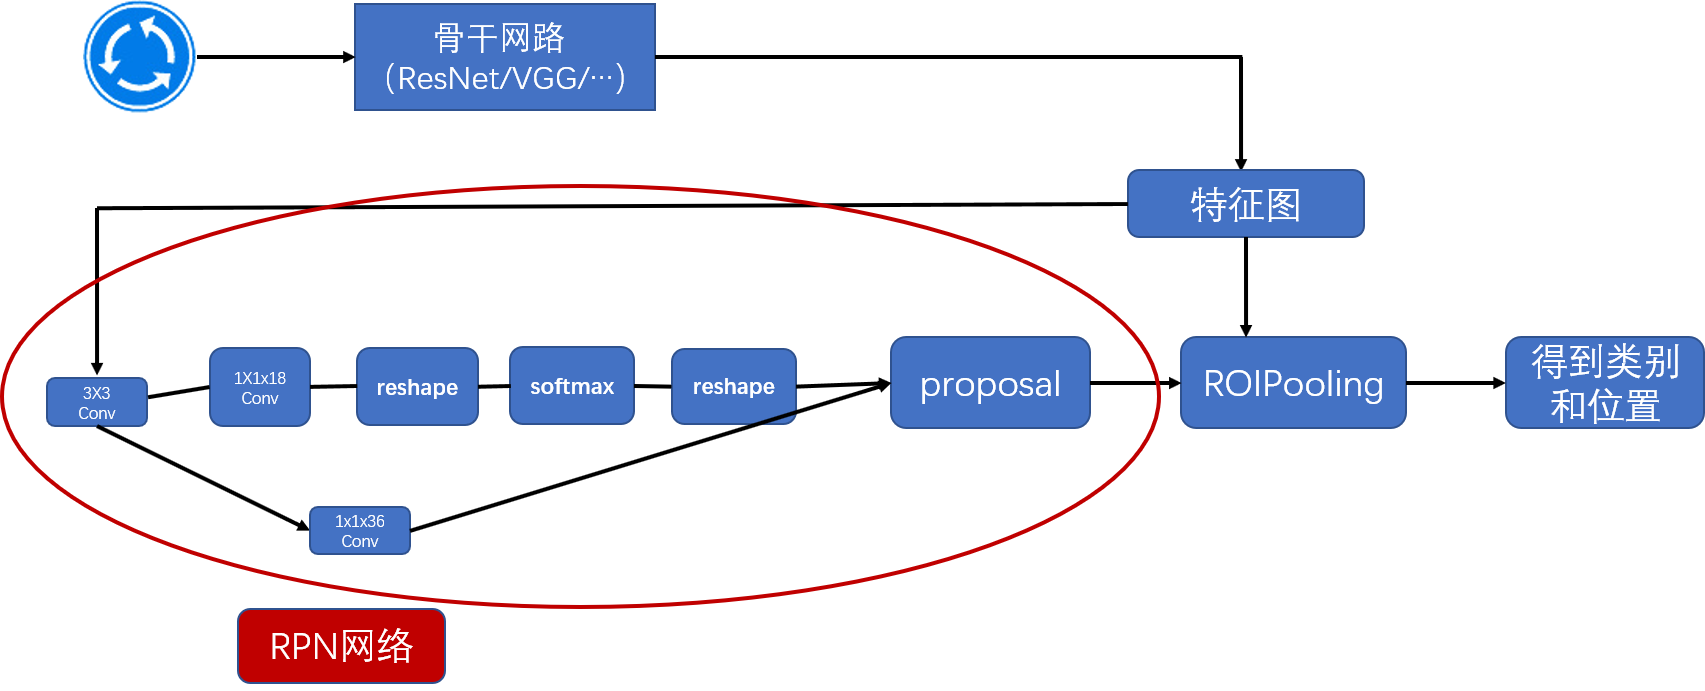 骨干网路
（ResNet/VGG/…）
特征图
3X3
Conv
1X1x18
Conv
reshape
softmax
reshape
proposal
ROIPooling
得到类别
和位置
1x1x36
Conv
RPN网络